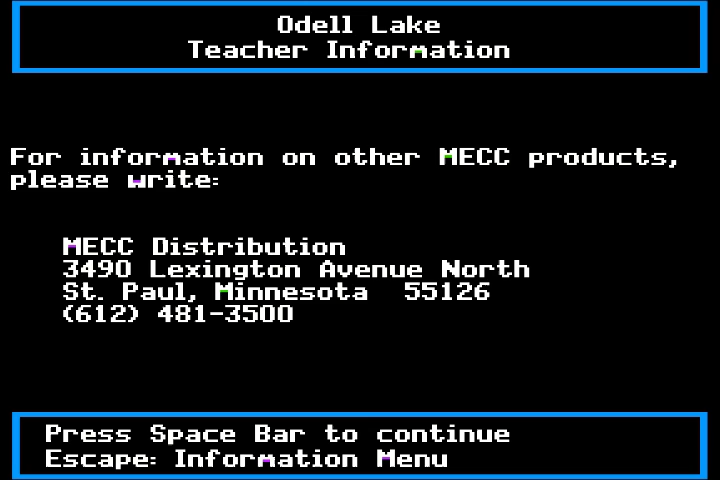 Odell Lake
Teacher Information
For information on other MECC products,
please write:
MECC Distribution
3490 Lexington Avenue North
St. Paul, Minnesota  55126
(612) 481-3500
Press Space Bar to continue
Escape: Information Menu